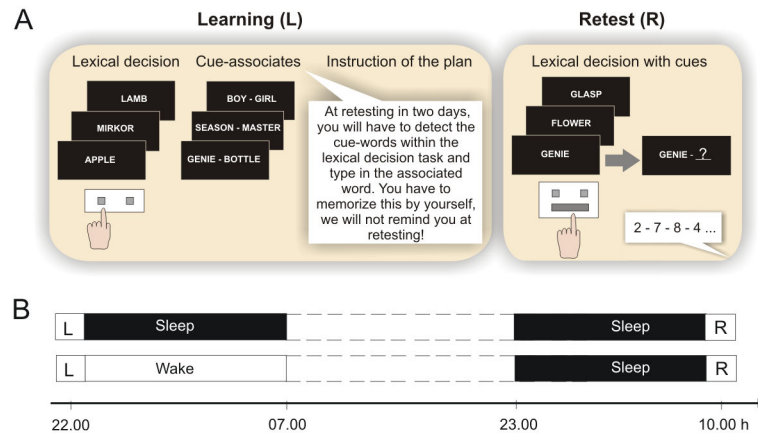 A
Learning (L)
Retest (R)
Lexical decision
Cue-associates
Instruction of the plan
LAMB
MIRKOR
APPLE
BOY - GIRL
SEASON - MASTER
GENIE - BOTTLE
At retesting in two days,
you will have to detect the
cue-words within the
lexical decision task and
type in the associated
word. You have to
memorize this by yourself,
we will not remind you at
retesting!
Lexical decision with cues
GLASP
FLOWER
GENIE
GENIE - ?
2 - 7 - 8 - 4 ...
B
L Sleep Sleep R
L Wake Sleep R
22.00 07.00 23.00 10.00 h